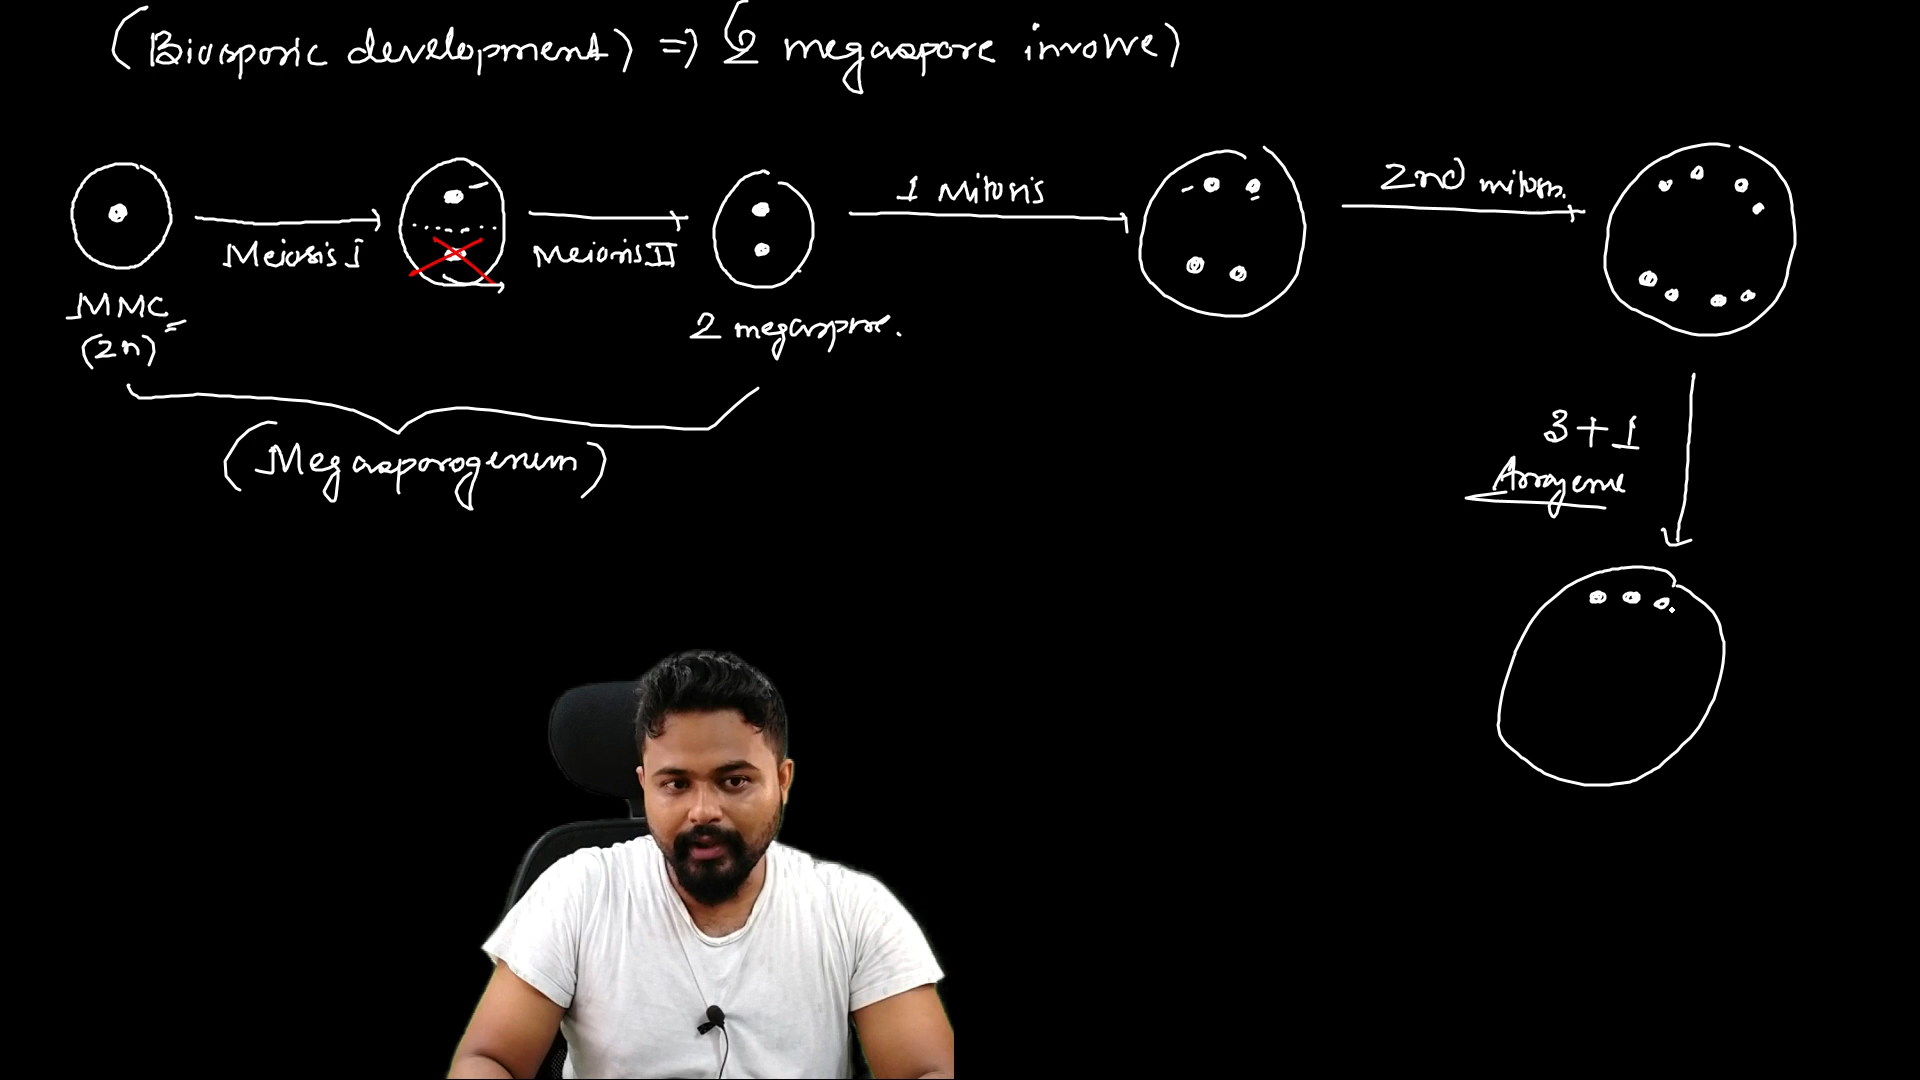 (Biosporic development) => (2 megaspore involve)
Meiosis I
Meiosis II
1 Mitosis
2nd mitosis.
MMC
(2n)
2 megaspore.
(Megasporogenesis)
3+1
Arrangeme